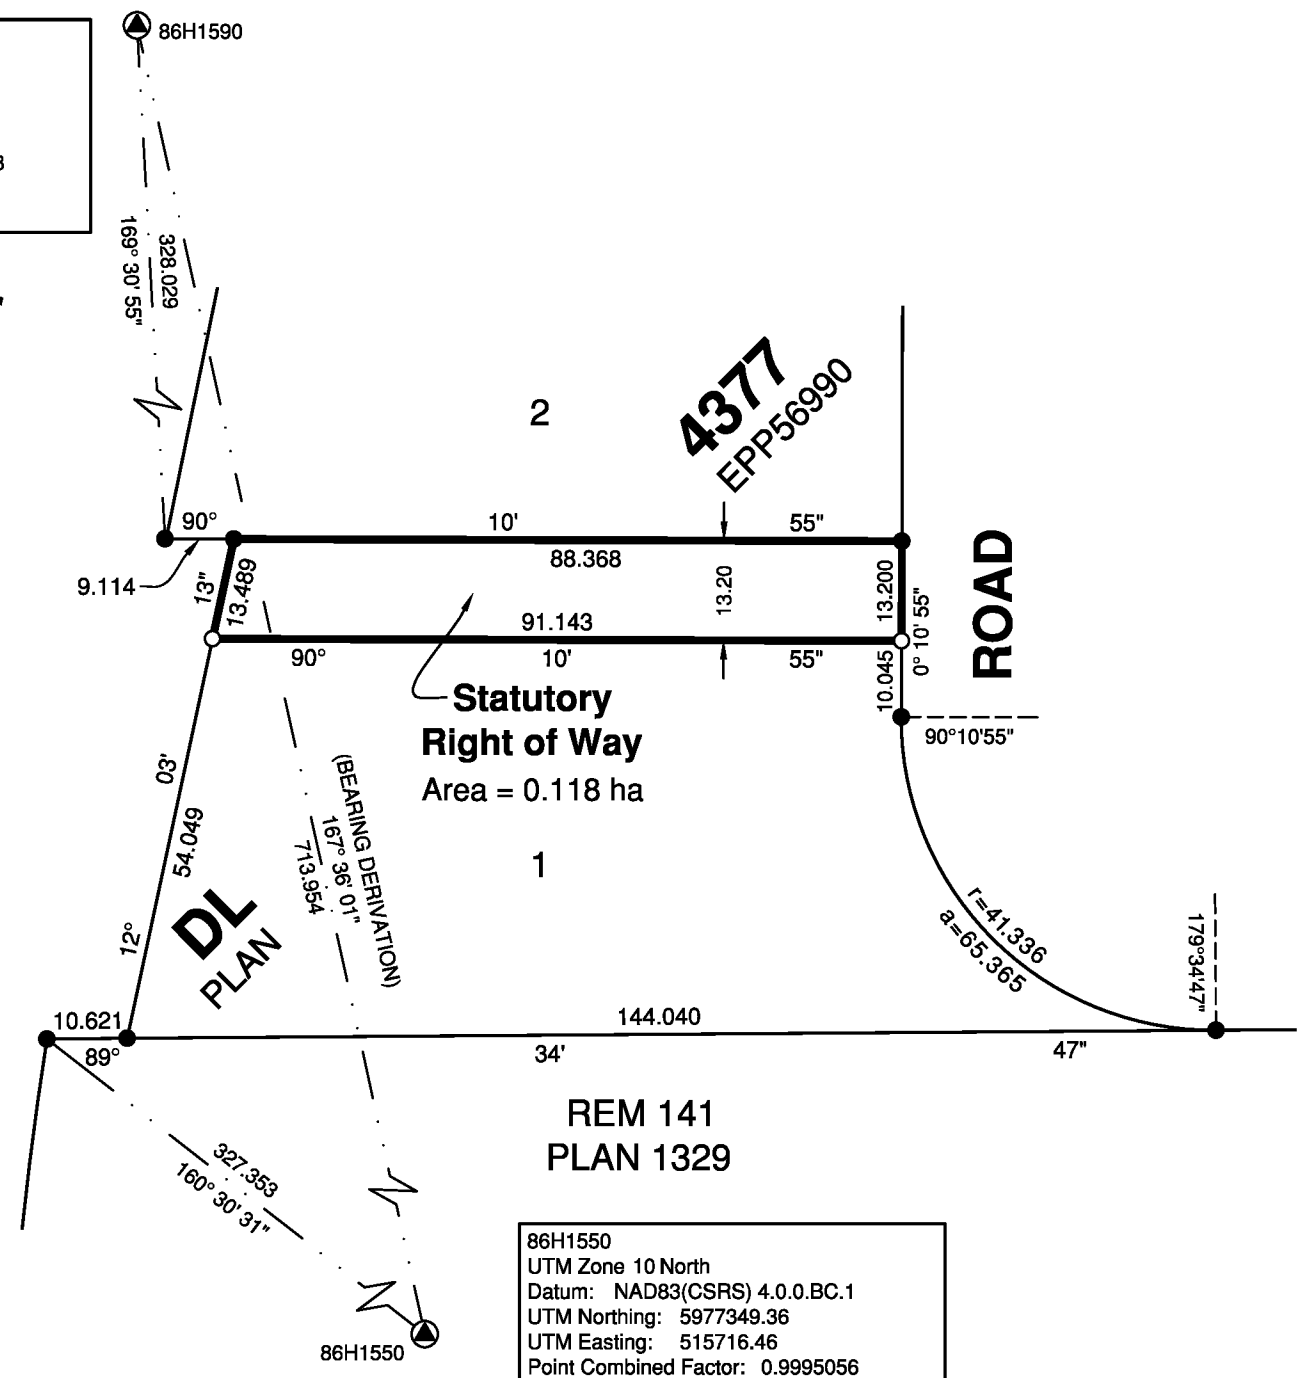 86H1590
3
328.029
169° 30' 55"
2
4377
EPP56990
90°
10'
55"
88.368
9.114
13"
13.489
13.20
13.200
0° 10' 55"
ROAD
91.143
90°
10'
55"
10.045
90°10'55"
Statutory
Right of Way
Area = 0.118 ha
03'
54.049
12°
(BEARING DERIVATION)
167° 36' 01"
713.954
1
DL
PLAN
r=41.336
a=65.365
179°34'47"
10.621
144.040
89°
34'
47"
REM 141
PLAN 1329
327.353
160° 30' 31"
86H1550
86H1550
UTM Zone 10 North
Datum: NAD83(CSRS) 4.0.0.BC.1
UTM Northing: 5977349.36
UTM Easting: 515716.46
Point Combined Factor: 0.9995056